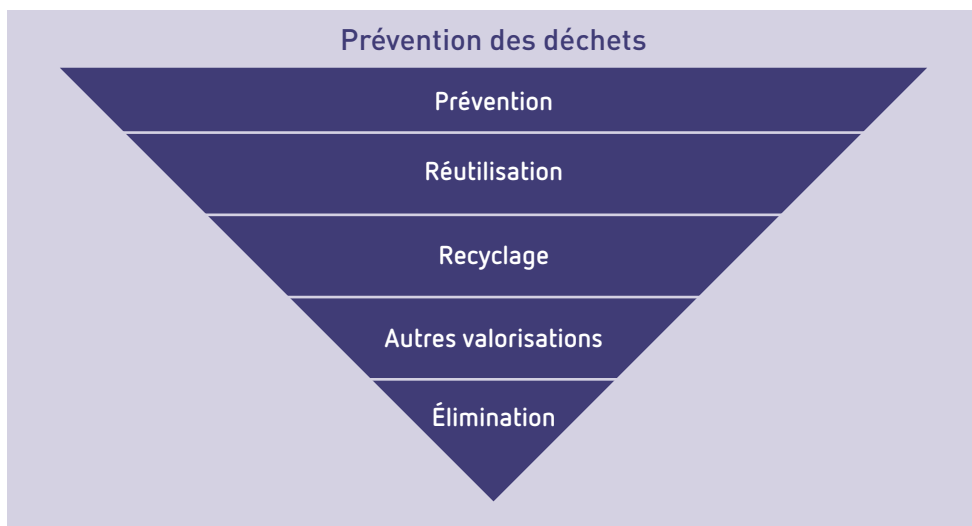 Prévention des déchets
Prévention
Réutilisation
Recyclage
Autres valorisations
Élimination